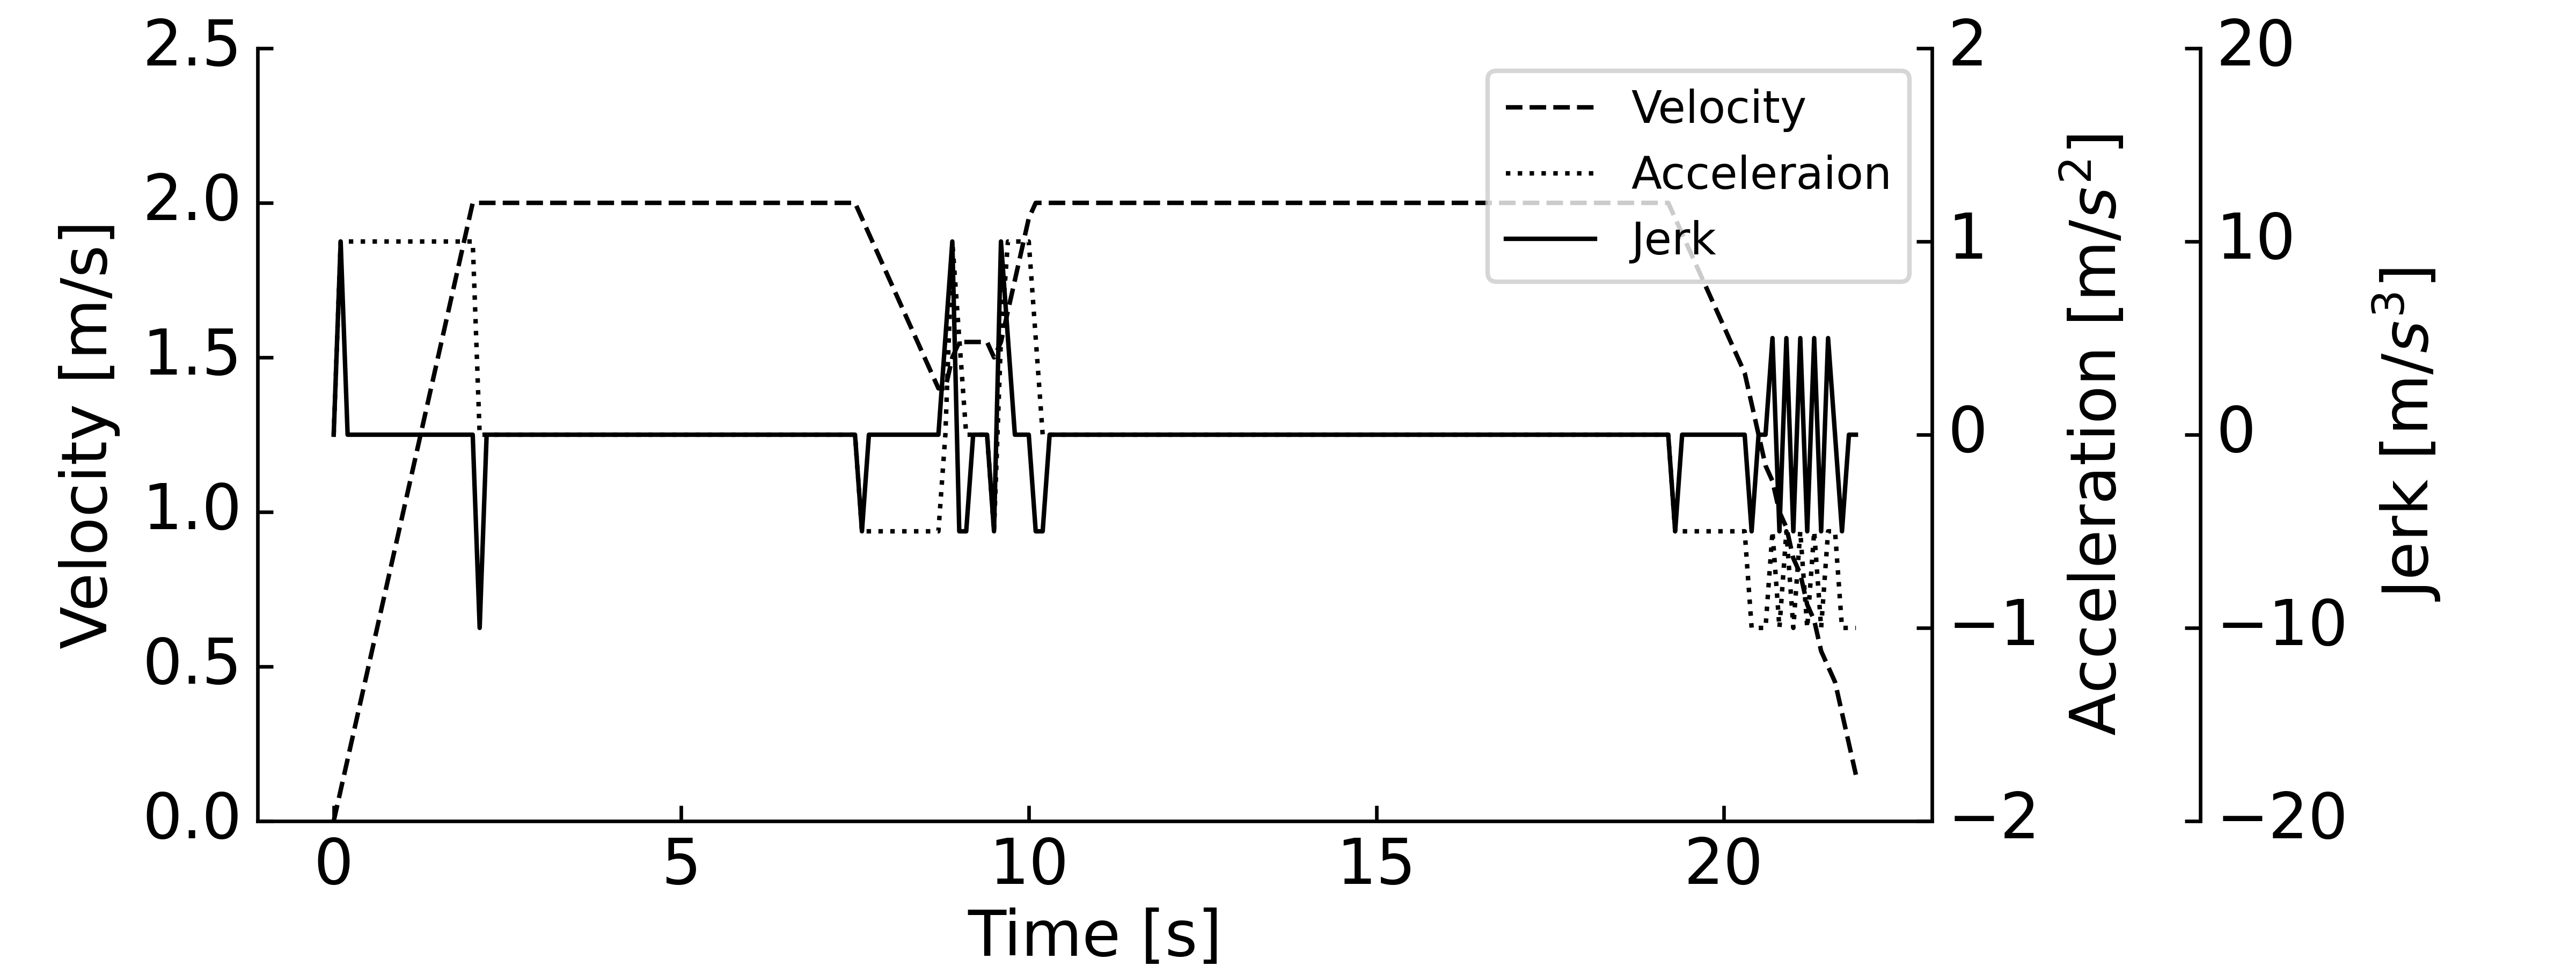 Velocity [m/s]
2.5
2.0
1.5
1.0
0.5
0.0
0 5 10 15 20
Time [s]
Velocity
Acceleraion
Jerk
2
1
0
−1
−2
Acceleration [m/s²]
20
10
0
−10
−20
Jerk [m/s³]